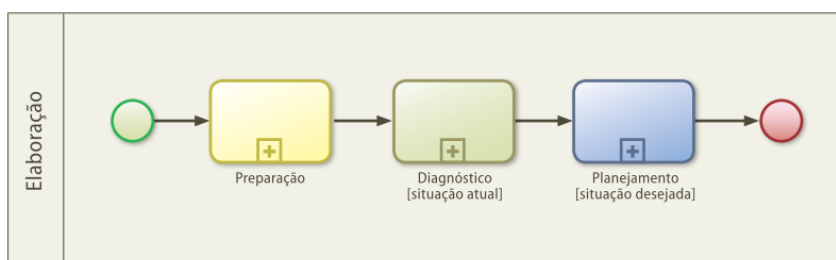 Elaboração
Preparação
Diagnóstico
[situação atual]
Planejamento
[situação desejada]